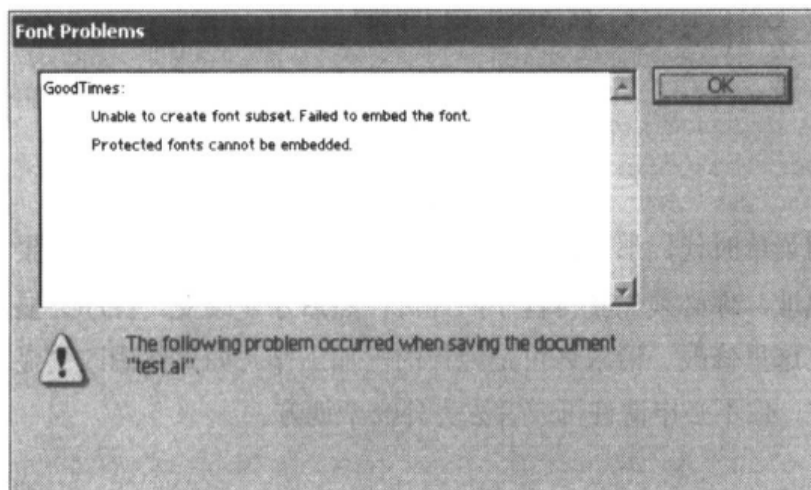 Font Problems
GoodTimes:
Unable to create font subset. Failed to embed the font.
Protected fonts cannot be embedded.
OK
The following problem occurred when saving the document
"test.ai".